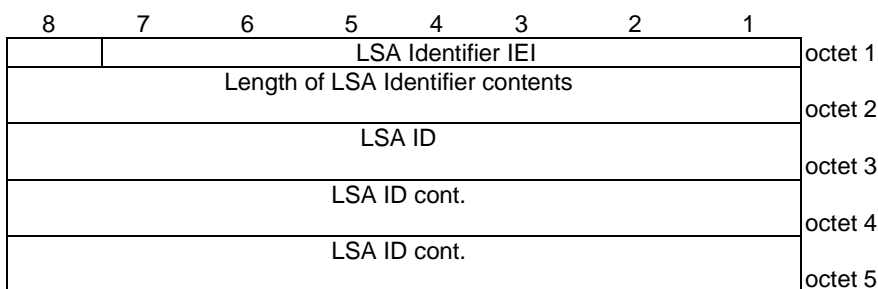 8 7 6 5 4 3 2 1
LSA Identifier IEI octet 1
Length of LSA Identifier contents
octet 2
LSA ID
octet 3
LSA ID cont.
octet 4
LSA ID cont.
octet 5